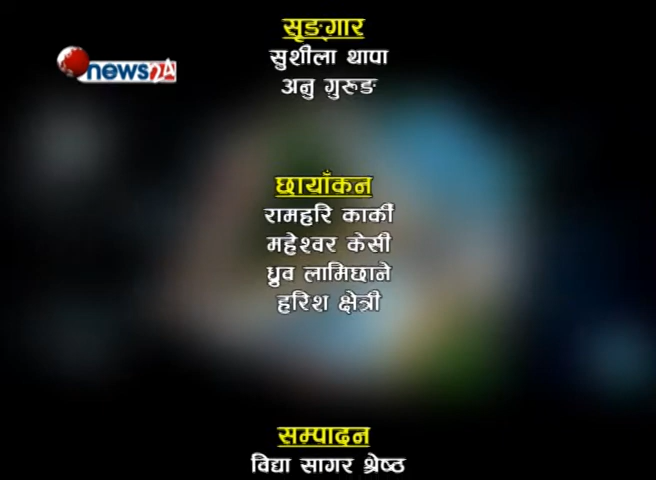 सृङ्गार
news24
सुशीला थापा
अनु गुरुङ
छायाँकन
रामहरि कार्की
महेश्वर केसी
ध्रुव लामिछाने
हरिश क्षेत्री
सम्पादन
विद्या सागर श्रेष्ठ